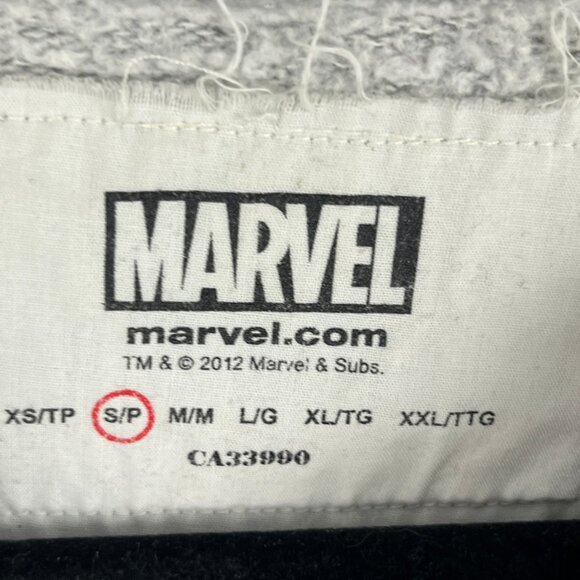 MARVEL
marvel.com
TM & © 2012 Marvel & Subs.
XS/TP S/P M/M L/G XL/TG XXL/TTG
CA33990